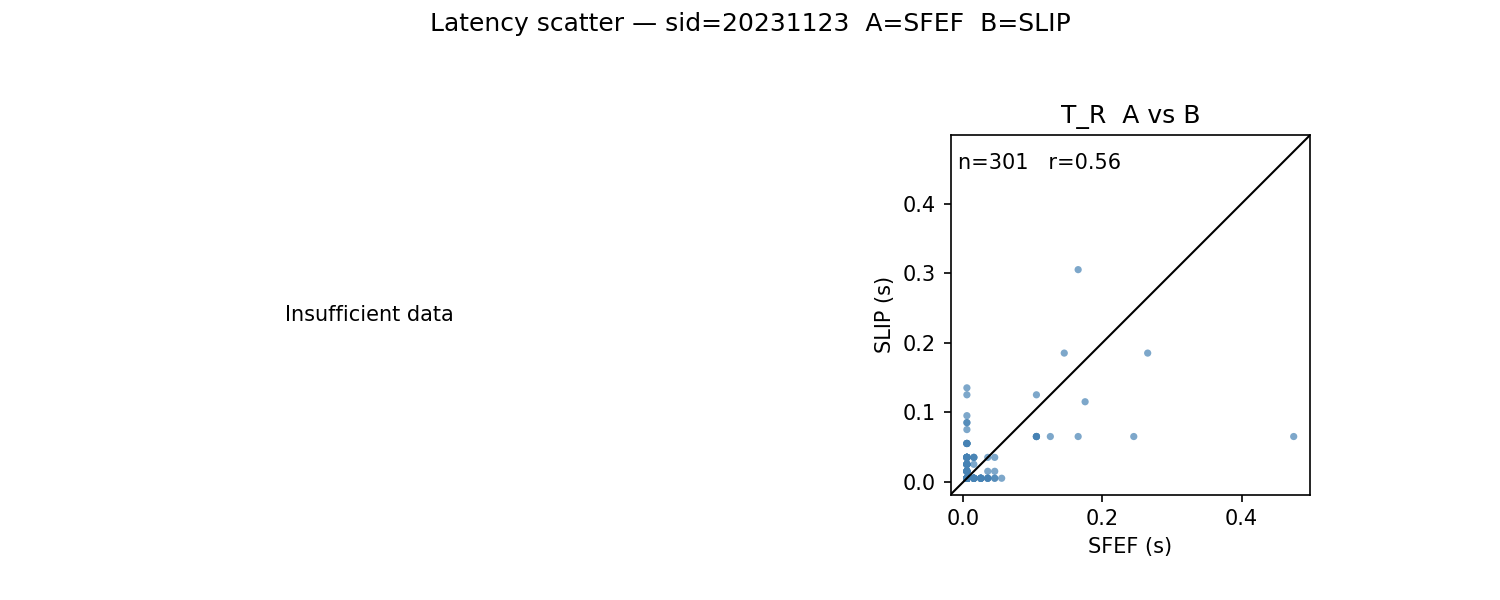 Latency scatter — sid=20231123  A=SFEF  B=SLIP
Insufficient data
T_R  A vs B
n=301   r=0.56
SLIP (s)
0.4
0.3
0.2
0.1
0.0
0.0 0.2 0.4
SFEF (s)